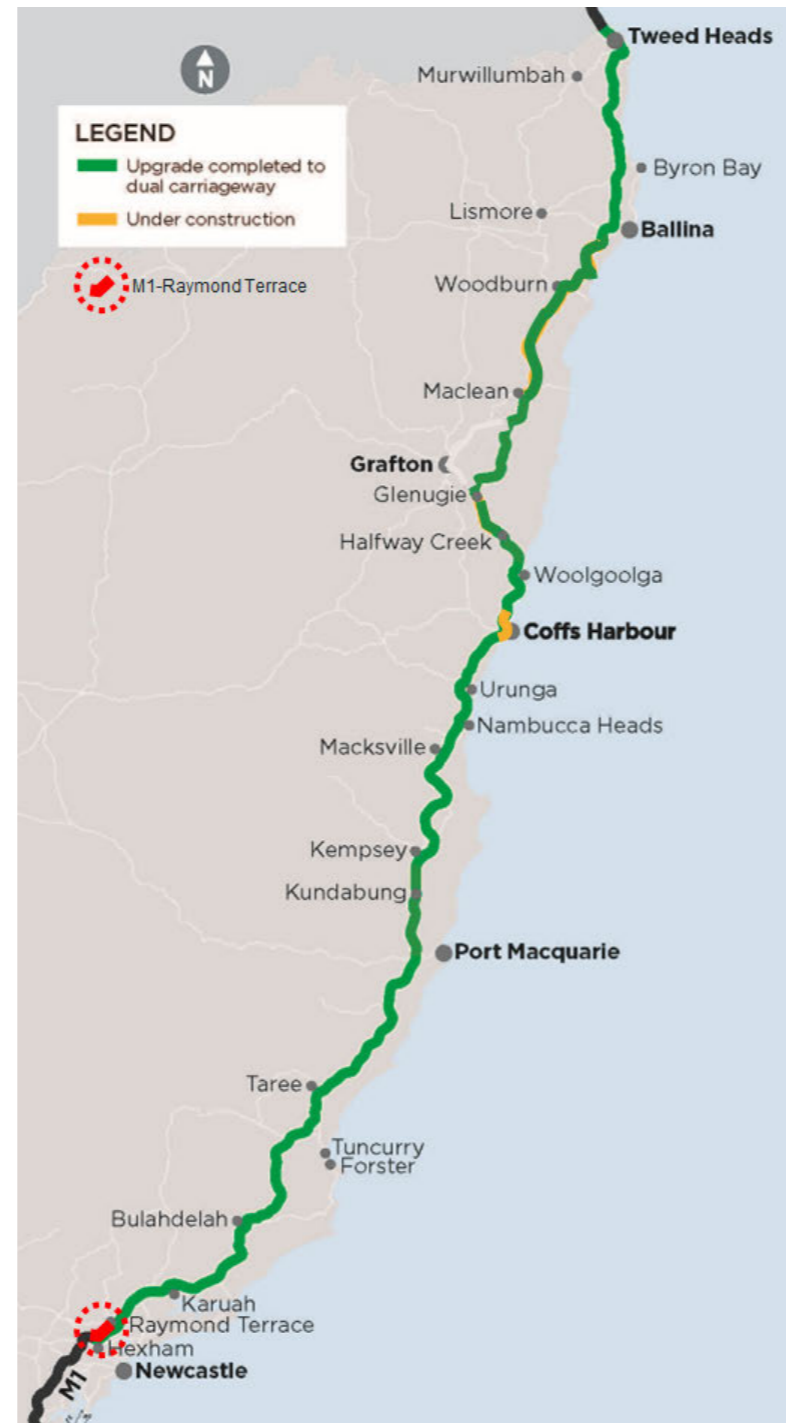 Tweed Heads
Murwillumbah
N
LEGEND
Upgrade completed to
dual carriageway
Under construction
M1-Raymond Terrace
Byron Bay
Lismore
Ballina
Woodburn
Maclean
Grafton
Glenugie
Halfway Creek
Woolgoolga
Coffs Harbour
Urunga
Nambucca Heads
Macksville
Kempsey
Kundabung
Port Macquarie
Taree
Tuncurry
Forster
Bulahdelah
Karuah
Raymond Terrace
Hexham
Newcastle
M1